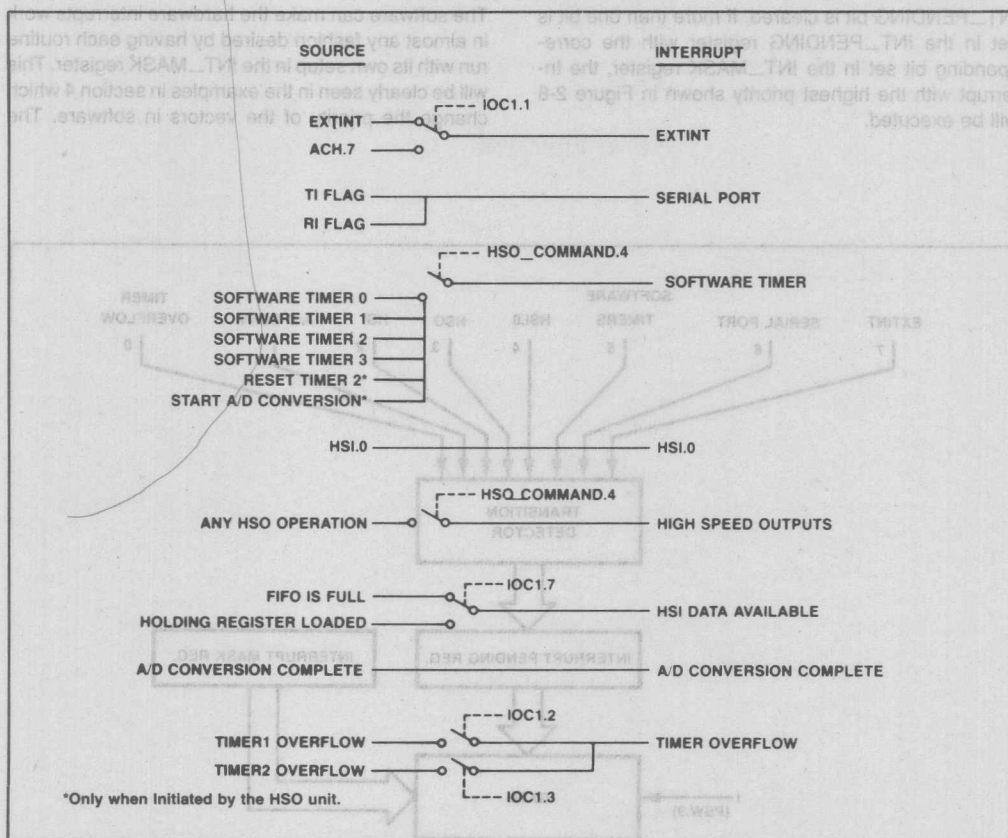 SOURCE INTERRUPT
IOC1.1
EXTINT EXTINT
ACH.7
TI FLAG SERIAL PORT
RI FLAG
HSO_COMMAND.4
SOFTWARE TIMER
SOFTWARE TIMER 0
SOFTWARE TIMER 1
SOFTWARE TIMER 2
SOFTWARE TIMER 3
RESET TIMER 2*
START A/D CONVERSION*
HSI.0 HSI.0
HSO_COMMAND.4
ANY HSO OPERATION HIGH SPEED OUTPUTS
IOC1.7
FIFO IS FULL HSI DATA AVAILABLE
HOLDING REGISTER LOADED
A/D CONVERSION COMPLETE A/D CONVERSION COMPLETE
IOC1.2
TIMER1 OVERFLOW TIMER OVERFLOW
TIMER2 OVERFLOW
IOC1.3
*Only when Initiated by the HSO unit.